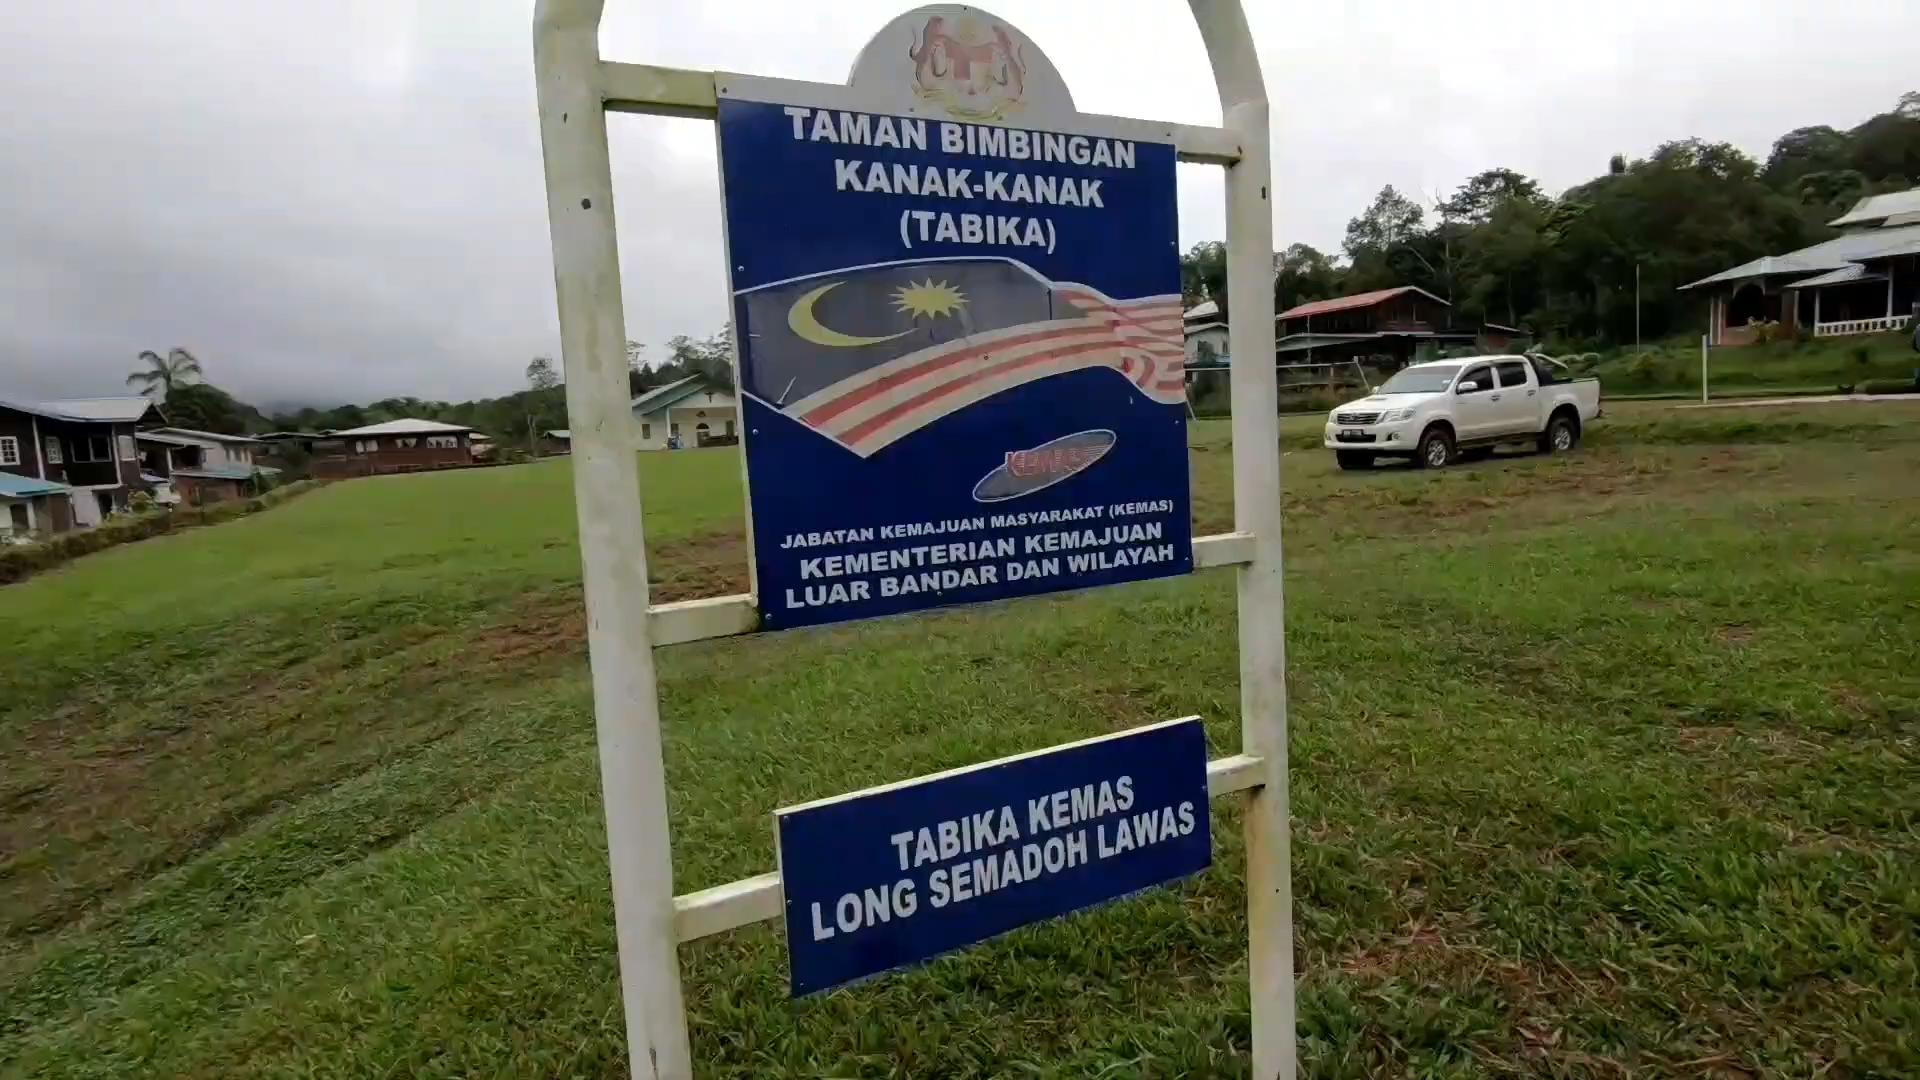 TAMAN BIMBINGAN
KANAK-KANAK
(TABIKA)
KEMAS
JABATAN KEMAJUAN MASYARAKAT (KEMAS)
KEMENTERIAN KEMAJUAN
LUAR BANDAR DAN WILAYAH
TABIKA KEMAS
LONG SEMADOH LAWAS